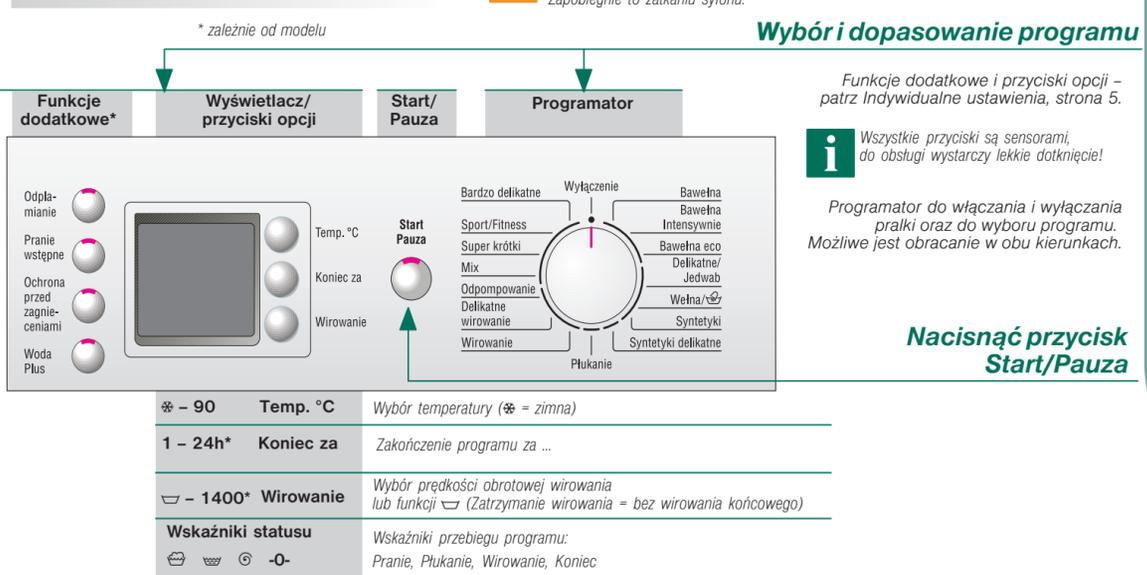 Zapobiegnie to zatkaniu syfonu.
* zależnie od modelu
Wybór i dopasowanie programu
Funkcje dodatkowe i przyciski opcji –
patrz Indywidualne ustawienia, strona 5.
Funkcje
dodatkowe*
Wyświetlacz/
przyciski opcji
Start/
Pauza
Programator
i
Wszystkie przyciski są sensorami,
do obsługi wystarczy lekkie dotknięcie!
Odpla-
mianie
Pranie
wstępne
Ochrona
przed
zagnie-
ceniami
Woda
Plus
Temp. °C
Koniec za
Wirowanie
Start
Pauza
Bardzo delikatne
Sport/Fitness
Super krótki
Mix
Odpompowanie
Delikatne
wirowanie
Wirowanie
Wyłączenie
Płukanie
Bawełna
Bawełna
Intensywnie
Bawełna eco
Delikatne/
Jedwab
Wełna/
Syntetyki
Syntetyki delikatne
Programator do włączania i wyłączania
pralki oraz do wyboru programu.
Możliwe jest obracanie w obu kierunkach.
Nacisnąć przycisk
Start/Pauza
❄ – 90 Temp. °C
Wybór temperatury (❄ = zimna)
1 – 24h* Koniec za
Zakończenie programu za ...
– 1400* Wirowanie
Wybór prędkości obrotowej wirowania
lub funkcji (Zatrzymanie wirowania = bez wirowania końcowego)
Wskaźniki statusu
-0-
Wskaźniki przebiegu programu:
Pranie, Płukanie, Wirowanie, Koniec